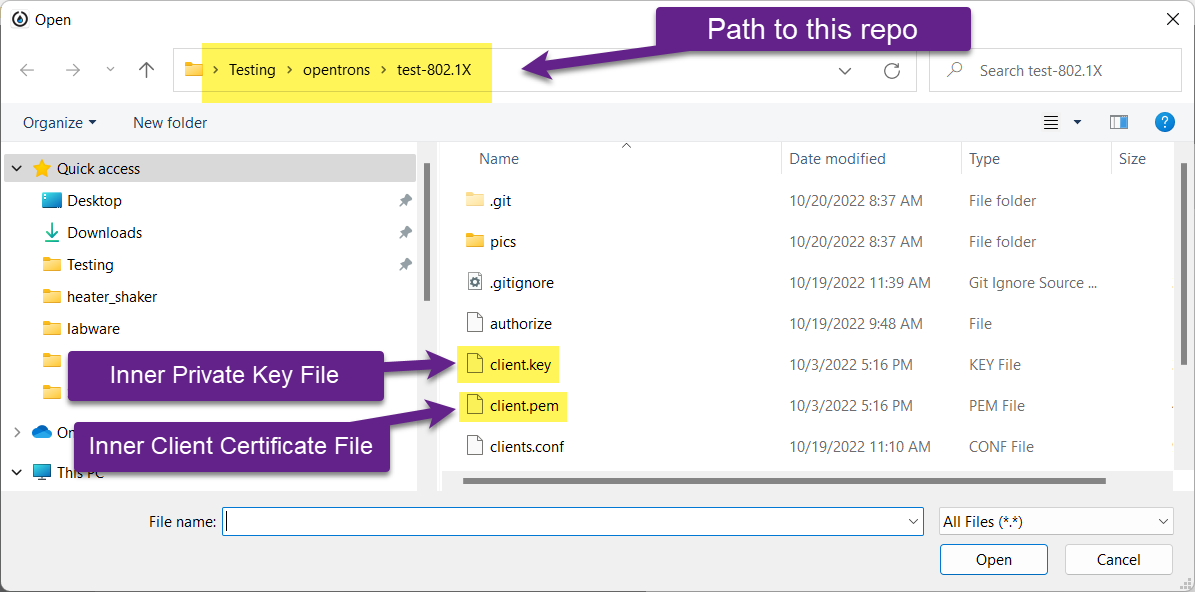 Open
Path to this repo
Testing > opentrons > test-802.1X
Search test-802.1X
Organize
New folder
?
Name
Date modified
Type
Size
Quick access
Desktop
Downloads
Testing
heater_shaker
labware
This PC
.git 10/20/2022 8:37 AM File folder
pics 10/20/2022 8:37 AM File folder
.gitignore 10/19/2022 11:39 AM Git Ignore Source ...
authorize 10/19/2022 9:48 AM File
client.key 10/3/2022 5:16 PM KEY File
client.pem 10/3/2022 5:16 PM PEM File
clients.conf 10/19/2022 11:10 AM CONF File
Inner Private Key File
Inner Client Certificate File
File name:
All Files (*.*)
Open
Cancel